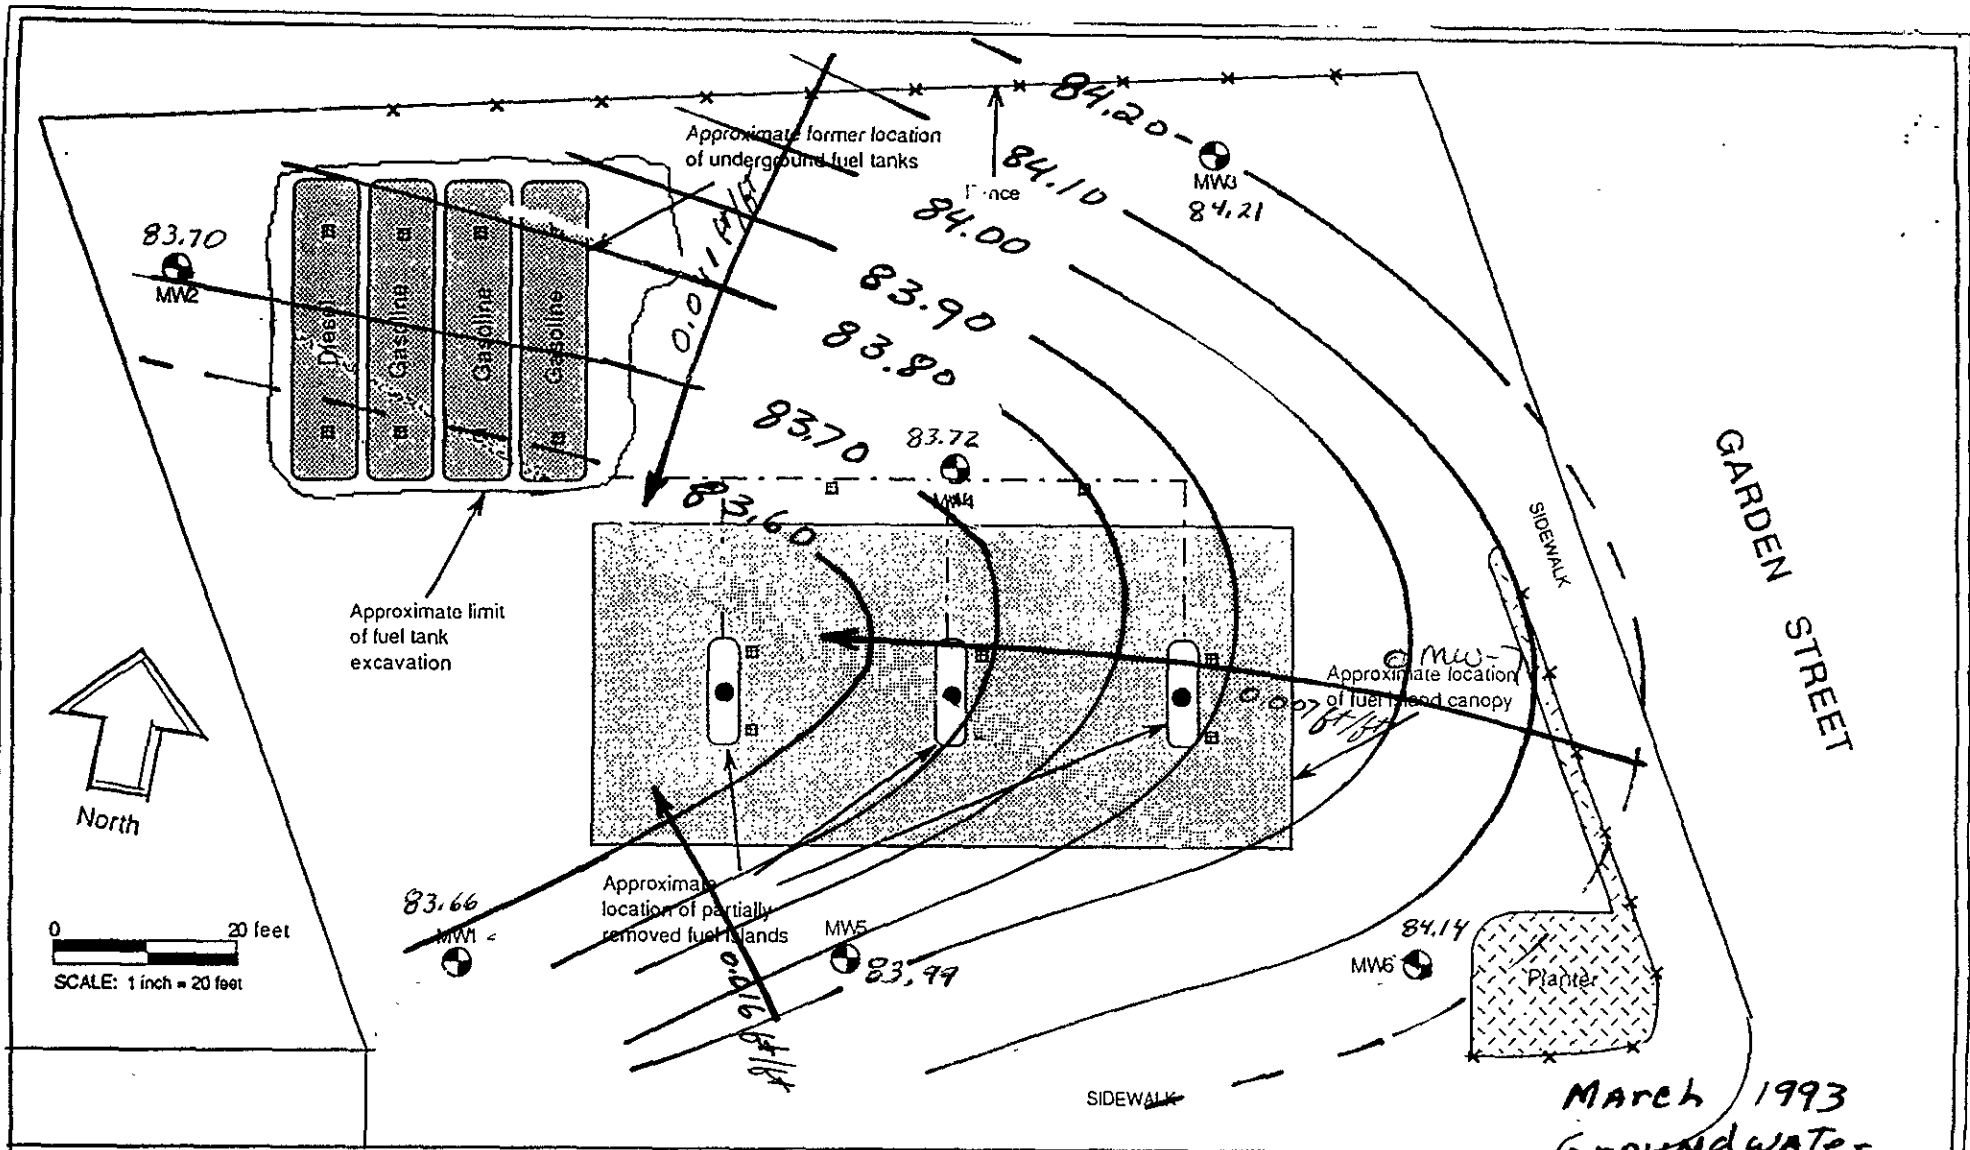 84.20
Approximate former location
of underground fuel tanks
84.10
MW3
84.21
84.00
83.70
MW2
83.90
83.80
Diesel
Gasoline
Gasoline
Gasoline
83.70
83.72
MW4
83.60
GARDEN STREET
SIDEWALK
Approximate limit
of fuel tank
excavation
MW-7
Approximate location
of fuel island canopy
0.007 ft/ft
North
Approximate
location of partially
removed fuel islands
83.66
MW1
0 20 feet
SCALE: 1 inch = 20 feet
MW5
83.99
84.14
MW6
Planter
0.016 ft/ft
SIDEWALK
March 1993